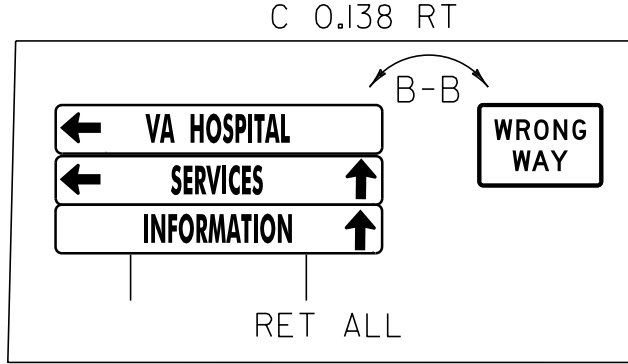 C 0.138 RT
B-B
WRONG
WAY
VA HOSPITAL
SERVICES
INFORMATION
RET ALL